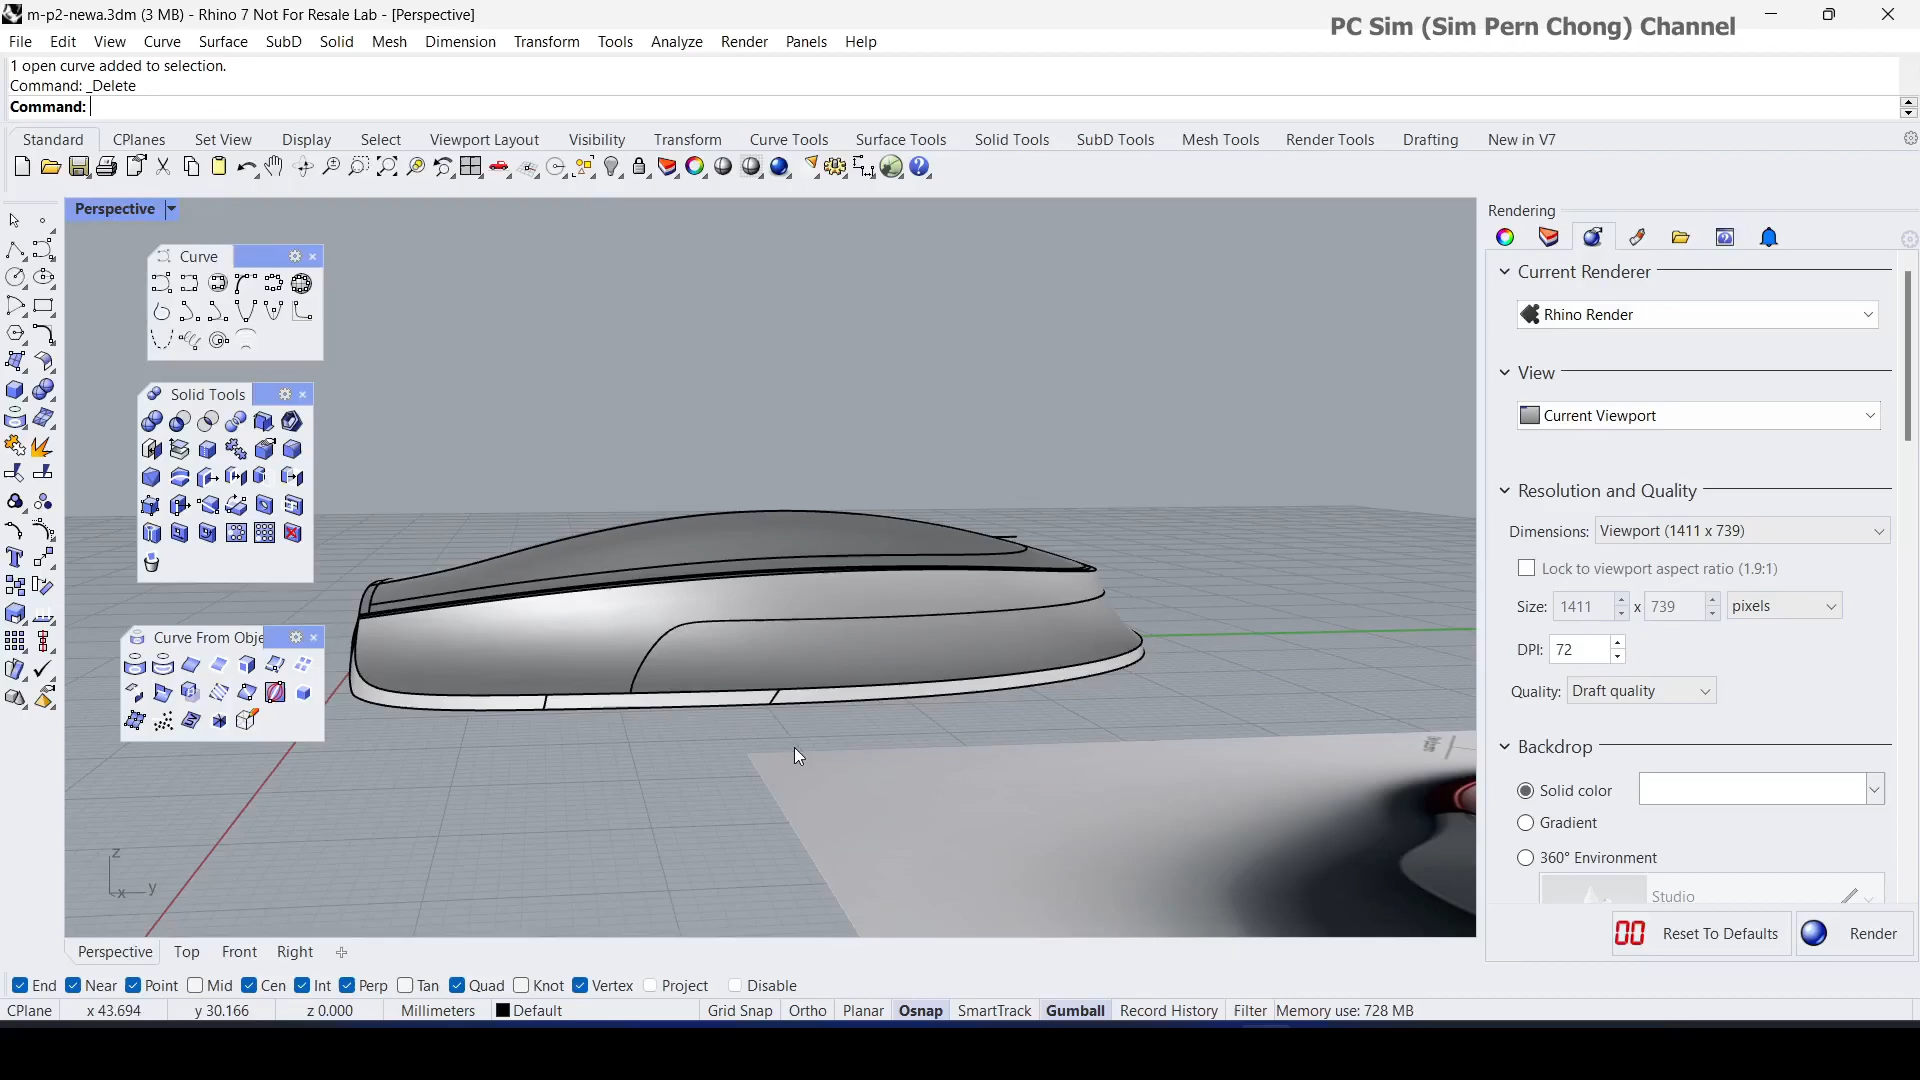 m-p2-newa.3dm (3 MB) - Rhino 7 Not For Resale Lab - [Perspective]
PC Sim (Sim Pern Chong) Channel
File Edit View Curve Surface SubD Solid Mesh Dimension Transform Tools Analyze Render Panels Help
1 open curve added to selection.
Command: _Delete
Command:
Standard CPlanes Set View Display Select Viewport Layout Visibility Transform Curve Tools Surface Tools Solid Tools SubD Tools Mesh Tools Render Tools Drafting New in V7
Perspective
Curve
Solid Tools
Curve From Obje
z
x y
Rendering
Current Renderer
Rhino Render
View
Current Viewport
Resolution and Quality
Dimensions: Viewport (1411 x 739)
Lock to viewport aspect ratio (1.9:1)
Size: 1411 x 739 pixels
DPI: 72
Quality: Draft quality
Backdrop
Solid color
Gradient
360° Environment
Studio
00 Reset To Defaults Render
Perspective Top Front Right
End Near Point Mid Cen Int Perp Tan Quad Knot Vertex Project Disable
CPlane x 43.694 y 30.166 z 0.000 Millimeters Default Grid Snap Ortho Planar Osnap SmartTrack Gumball Record History Filter Memory use: 728 MB